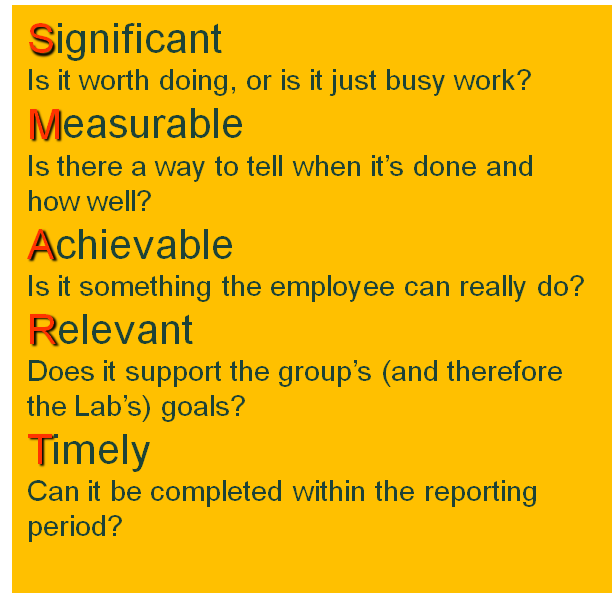 Significant
Is it worth doing, or is it just busy work?
Measurable
Is there a way to tell when it’s done and
how well?
Achievable
Is it something the employee can really do?
Relevant
Does it support the group’s (and therefore
the Lab’s) goals?
Timely
Can it be completed within the reporting
period?